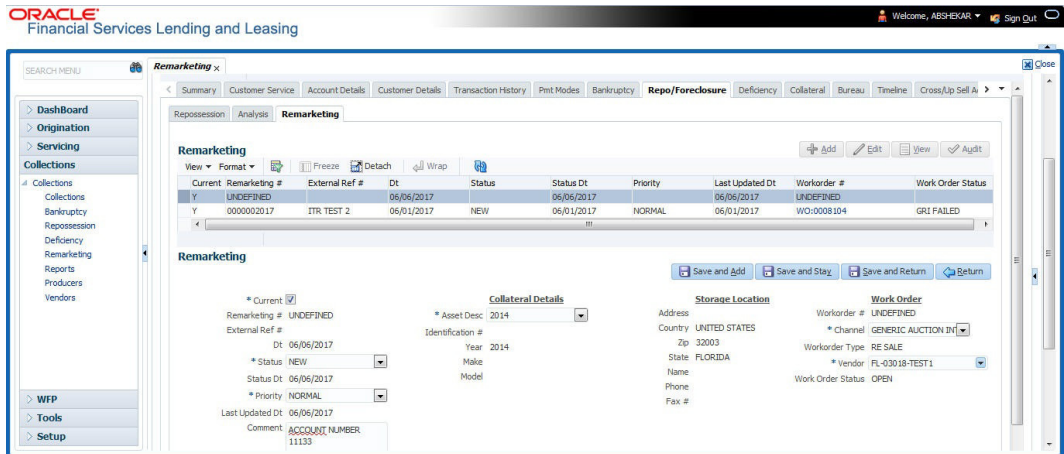 ORACLE
Financial Services Lending and Leasing
Welcome, ABSHEKAR
Sign Out
SEARCH MENU
Remarketing x
Close
Summary Customer Service Account Details Customer Details Transaction History Pmt Modes Bankruptcy Repo/Foreclosure Deficiency Collateral Bureau Timeline Cross/Up Sell A
DashBoard
Origination
Servicing
Collections
Collections
Collections
Bankruptcy
Repossession
Deficiency
Remarketing
Reports
Producers
Vendors
WFP
Tools
Setup
Repossession Analysis Remarketing
Remarketing
Add Edit View Audit
View Format Freeze Detach Wrap
Current Remarketing # External Ref # Dt Status Status Dt Priority Last Updated Dt Workorder # Work Order Status
Y UNDEFINED 06/06/2017 06/06/2017 06/06/2017 UNDEFINED
Y 0000002017 ITR TEST 2 06/01/2017 NEW 06/01/2017 NORMAL 06/01/2017 WO:0008104 GRI FAILED
Remarketing
Save and Add Save and Stay Save and Return Return
* Current
Remarketing # UNDEFINED
External Ref #
Dt 06/06/2017
* Status NEW
Status Dt 06/06/2017
* Priority NORMAL
Last Updated Dt 06/06/2017
Comment ACCOUNT NUMBER
11133
Collateral Details
* Asset Desc 2014
Identification #
Year 2014
Make
Model
Storage Location
Address
Country UNITED STATES
Zip 32003
State FLORIDA
Name
Phone
Fax #
Work Order
Workorder # UNDEFINED
* Channel GENERIC AUCTION INT
Workorder Type RE SALE
* Vendor FL-03018-TEST1
Work Order Status OPEN